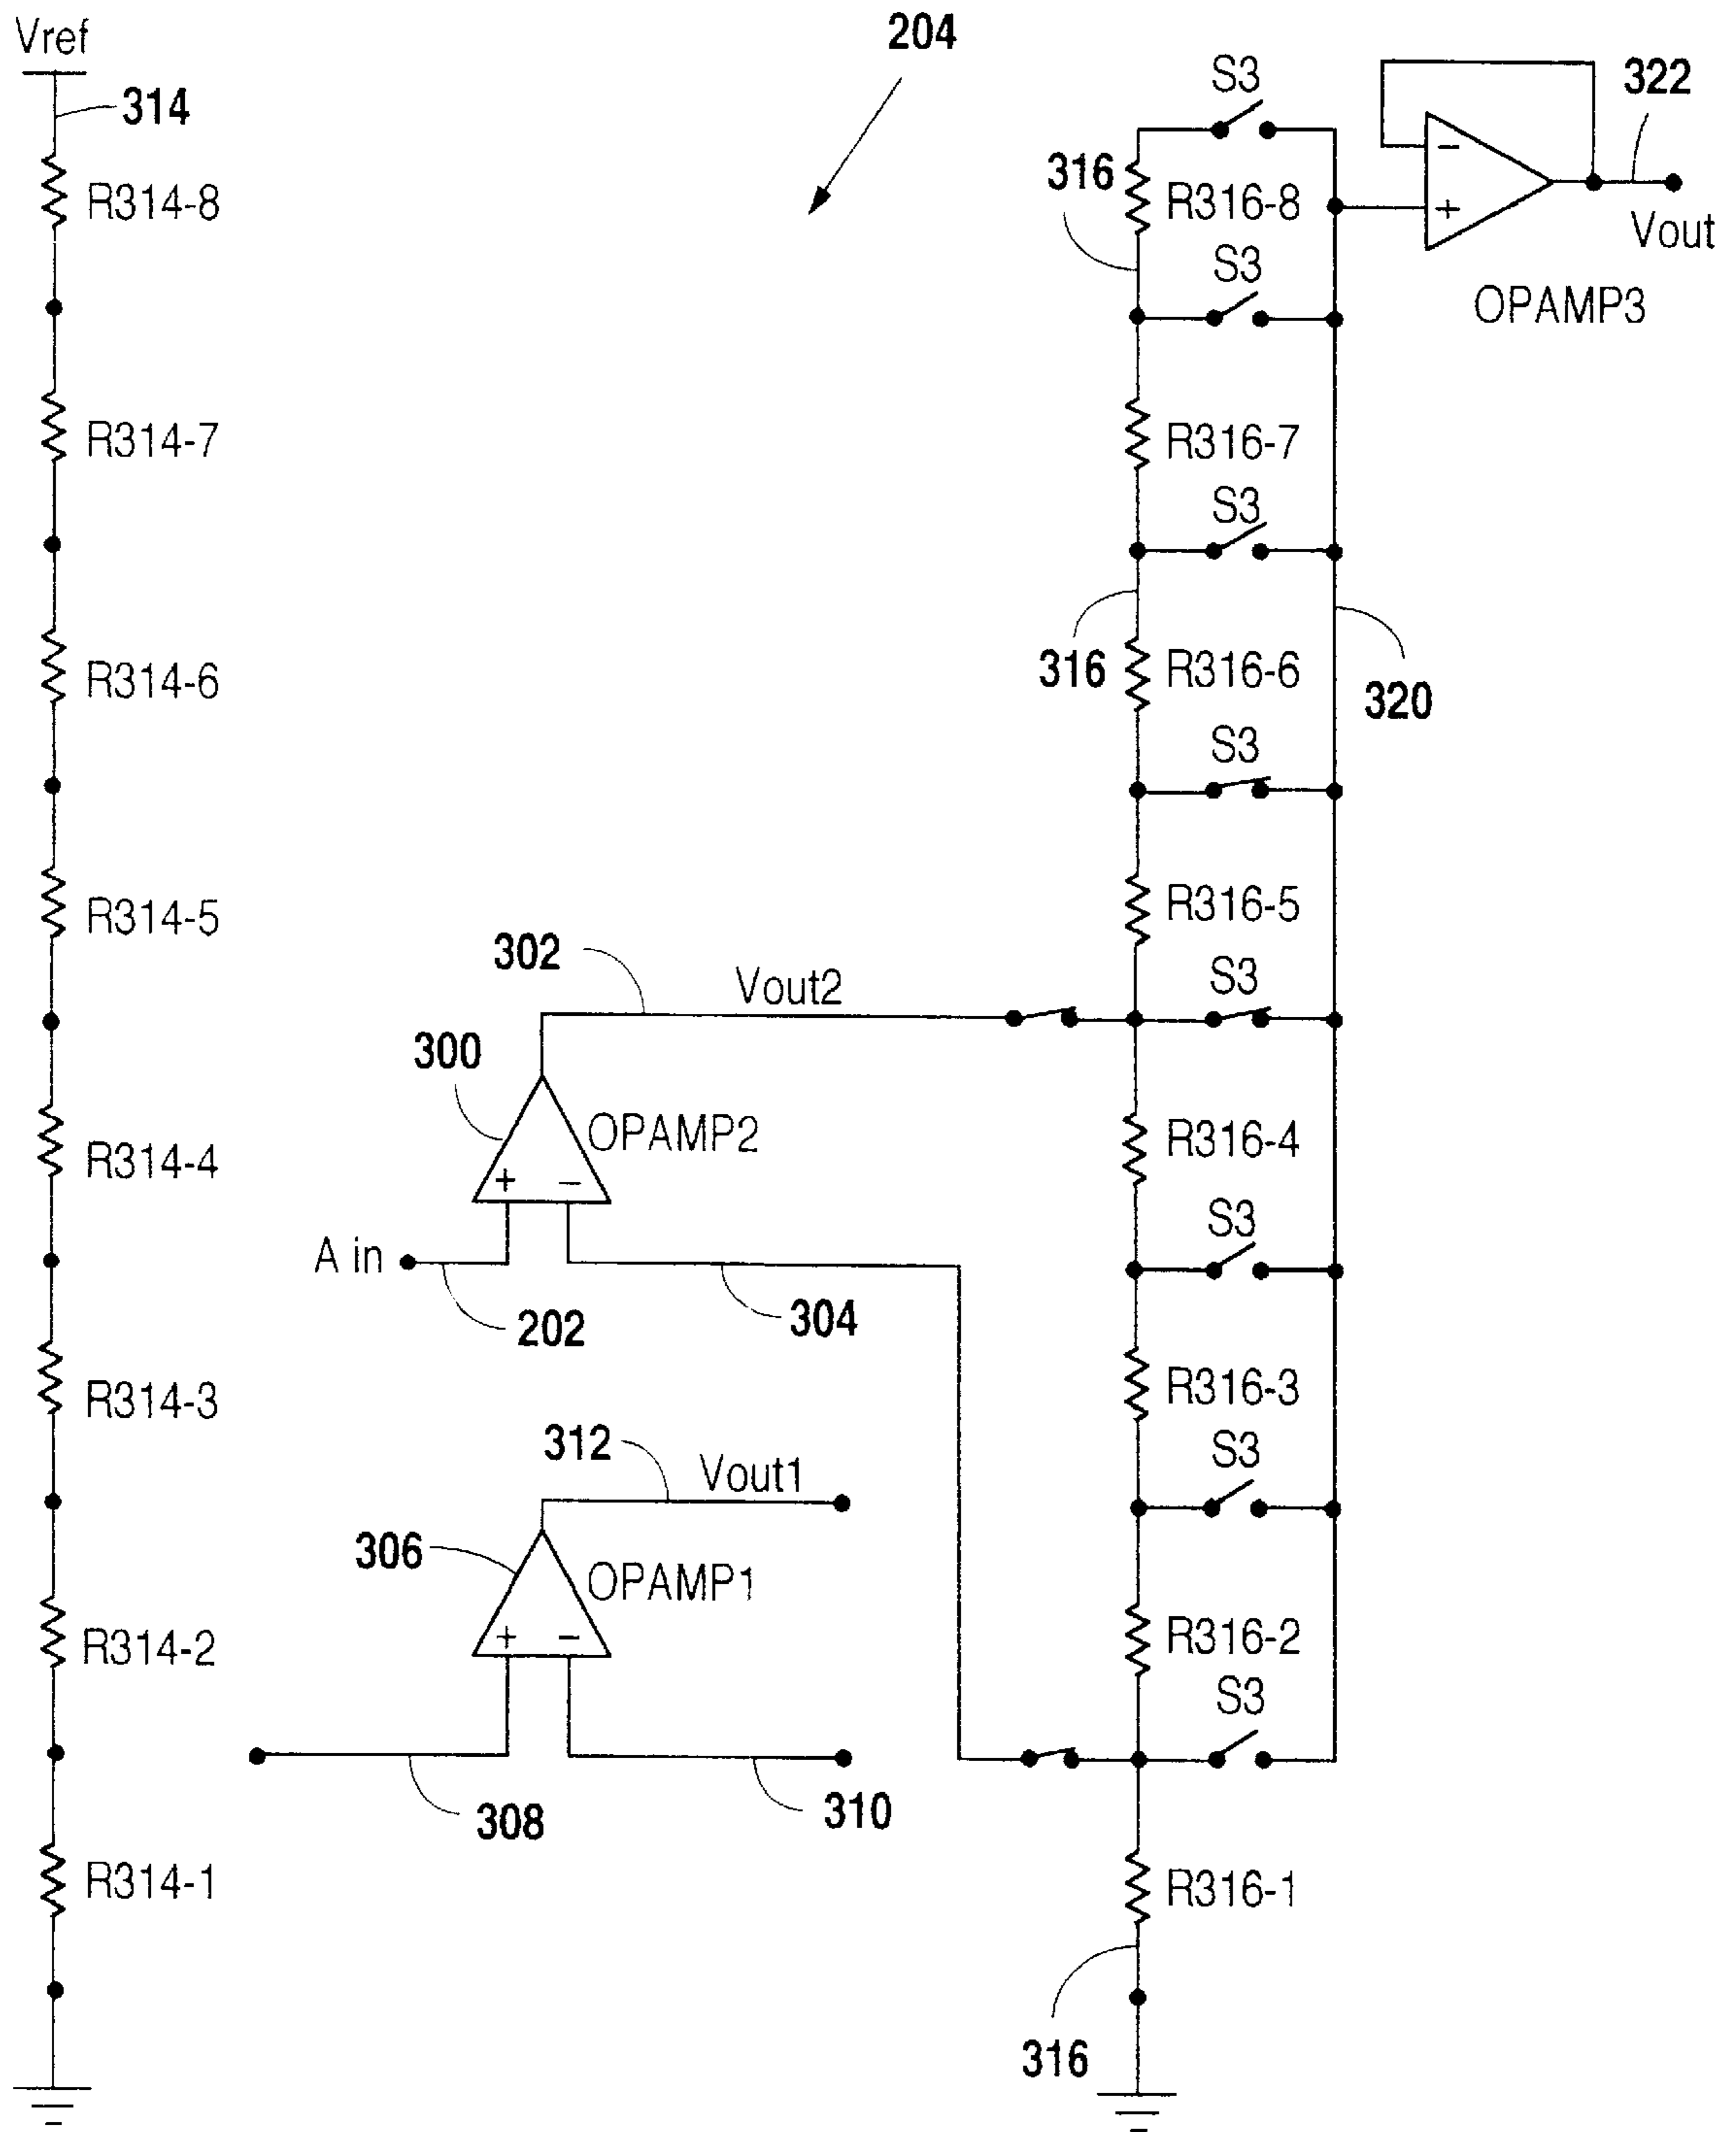 Vref
204
314
S3
322
316
R314-8
R316-8
- +
Vout
S3
OPAMP3
R314-7
R316-7
S3
R314-6
316
R316-6
320
S3
R314-5
R316-5
302
Vout2
S3
300
OPAMP2
+ −
R314-4
R316-4
S3
A in
202
304
R314-3
R316-3
312
Vout1
S3
306
OPAMP1
+ −
R314-2
R316-2
S3
308
310
R314-1
R316-1
316